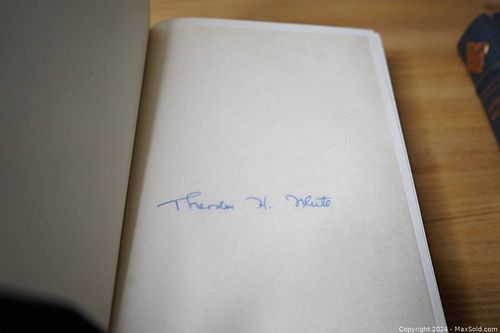 Theodore H. White
Copyright 2024 - MaxSold.com